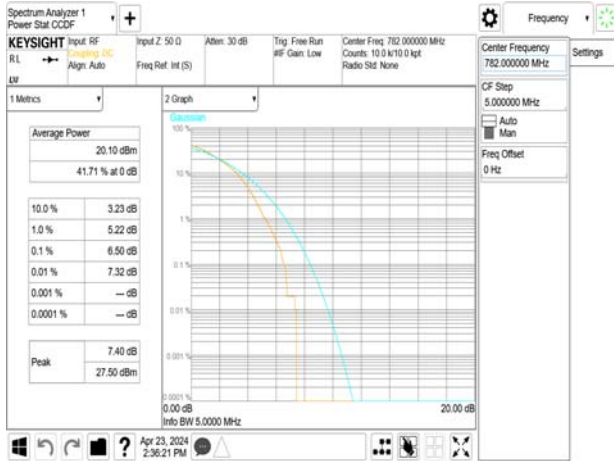 Spectrum Analyzer 1
Power Stat CCDF
+
Frequency
KEYSIGHT
RL
Input: RF
Coupling: DC
Align: Auto
Input Z: 50 Ω
Freq Ref: Int (S)
Atten: 30 dB
Trig: Free Run
#IF Gain: Low
Center Freq: 782.000000 MHz
Counts: 10.0 k/10.0 kpt
Radio Std: None
Center Frequency
782.000000 MHz
Settings
CF Step
5.000000 MHz
Auto
Man
Freq Offset
0 Hz
1 Metrics
2 Graph
Average Power
20.10 dBm
41.71 % at 0 dB
10.0 % 3.23 dB
1.0 % 5.22 dB
0.1 % 6.50 dB
0.01 % 7.32 dB
0.001 % --- dB
0.0001 % --- dB
Peak
7.40 dB
27.50 dBm
Gaussian
100 %
10 %
1 %
0.1 %
0.01 %
0.001 %
0.0001 %
0.00 dB
20.00 dB
Info BW 5.0000 MHz
?
Apr 23, 2024
2:36:21 PM